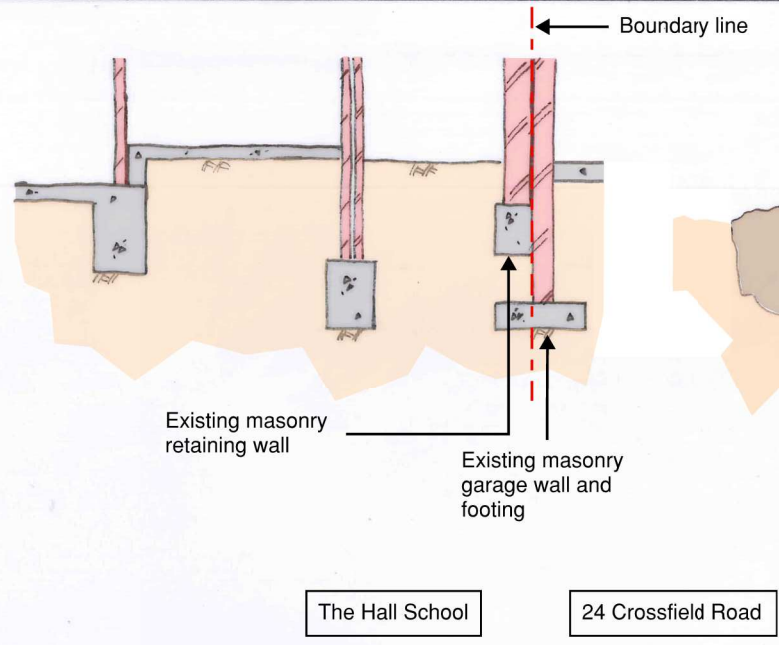 Boundary line
Existing masonry
retaining wall
Existing masonry
garage wall and
footing
The Hall School
24 Crossfield Road